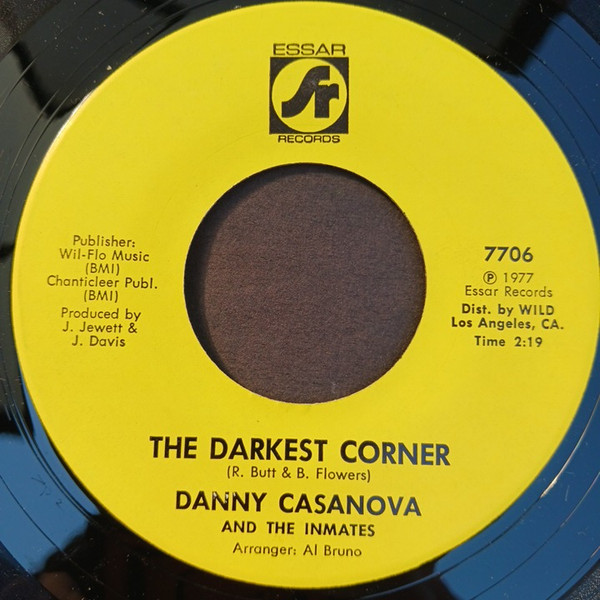 ESSAR
Sr
RECORDS
Publisher:
Wil-Flo Music
(BMI)
Chanticleer Publ.
(BMI)
Produced by
J. Jewett &
J. Davis
7706
℗ 1977
Essar Records
Dist. by WILD
Los Angeles, CA.
Time 2:19
THE DARKEST CORNER
(R. Butt & B. Flowers)
DANNY CASANOVA
AND THE INMATES
Arranger: Al Bruno